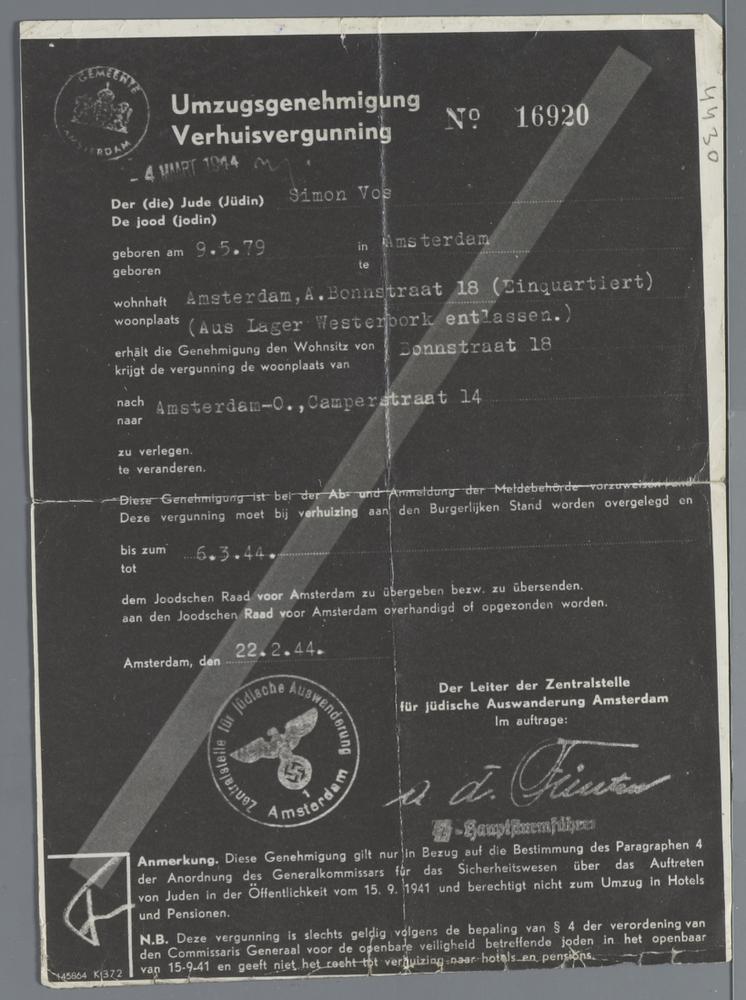 GEMEENTE AMSTERDAM
Umzugsgenehmigung
Verhuisvergunning
Nº 16920
4430
- 4 MAART 1944
Der (die) Jude (Jüdin) Simon Vos
De jood (jodin)
geboren am 9.5.79 in Amsterdam
geboren te
wohnhaft Amsterdam, A.Bonnstraat 18 (Einquartiert)
woonplaats (Aus Lager Westerbork entlassen.)
erhält die Genehmigung den Wohnsitz von Bonnstraat 18
krijgt de vergunning de woonplaats van
nach Amsterdam-O.,Camperstraat 14
naar
zu verlegen.
te veranderen.
Diese Genehmigung ist bei der Ab- und Anmeldung der Meldebehörde vorzuweisen und
Deze vergunning moet bij verhuizing aan den Burgerlijken Stand worden overgelegd en
bis zum 6.3.44.
tot
dem Joodschen Raad voor Amsterdam zu übergeben bezw. zu übersenden.
aan den Joodschen Raad voor Amsterdam overhandigd of opgezonden worden.
Amsterdam, den 22.2.44.
Der Leiter der Zentralstelle
für jüdische Auswanderung Amsterdam
Im auftrage:
Zentralstelle für jüdische Auswanderung
1
Amsterdam
a. d. Fünten
SS-Hauptsturmführer
Anmerkung. Diese Genehmigung gilt nur in Bezug auf die Bestimmung des Paragraphen 4
der Anordnung des Generalkommissars für das Sicherheitswesen über das Auftreten
von Juden in der Öffentlichkeit vom 15. 9. 1941 und berechtigt nicht zum Umzug in Hotels
und Pensionen.
N.B. Deze vergunning is slechts geldig volgens de bepaling van § 4 der verordening van
den Commissaris Generaal voor de openbare veiligheid betreffende joden in het openbaar
van 15-9-41 en geeft niet het recht tot verhuizing naar hotels en pensions.
145864 K 372